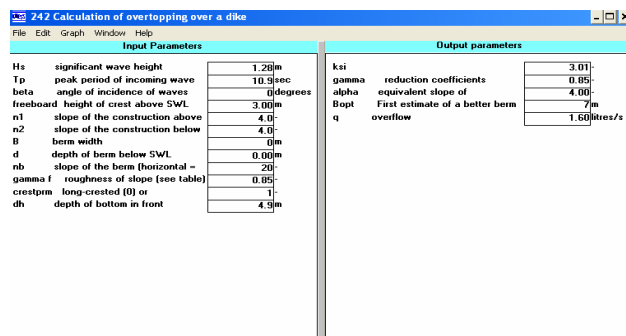 242 Calculation of overtopping over a dike
File Edit Graph Window Help
Input Parameters
Hs significant wave height 1.28 m
Tp peak period of incoming wave 10.9 sec
beta angle of incidence of waves 0 degrees
freeboard height of crest above SWL 3.00 m
n1 slope of the construction above 4.0 -
n2 slope of the construction below 4.0 -
B berm width 0 m
d depth of berm below SWL 0.00 m
nb slope of the berm (horizontal = 20 -
gamma f roughness of slope (see table) 0.85 -
crestprm long-crested (0) or 1 -
dh depth of bottom in front 4.9 m
Output parameters
ksi 3.01 -
gamma reduction coefficients 0.85 -
alpha equivalent slope of 4.00 -
Bopt First estimate of a better berm 7 m
q overflow 1.60 litres/s